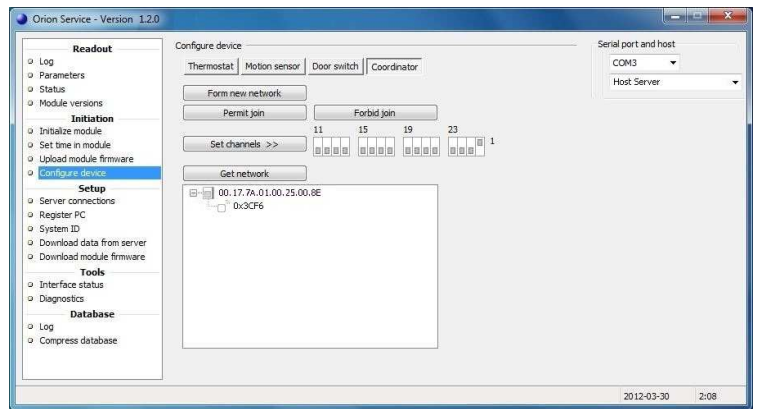 Orion Service - Version 1.2.0
Readout
Log
Parameters
Status
Module versions
Initiation
Initialize module
Set time in module
Upload module firmware
Configure device
Setup
Server connections
Register PC
System ID
Download data from server
Download module firmware
Tools
Interface status
Diagnostics
Database
Log
Compress database
Configure device
Thermostat Motion sensor Door switch Coordinator
Form new network
Permit join Forbid join
11 15 19 23
Set channels >> 1
Get network
00.17.7A.01.00.25.00.8E
0x3CF6
Serial port and host
COM3
Host Server
2012-03-30 2:08